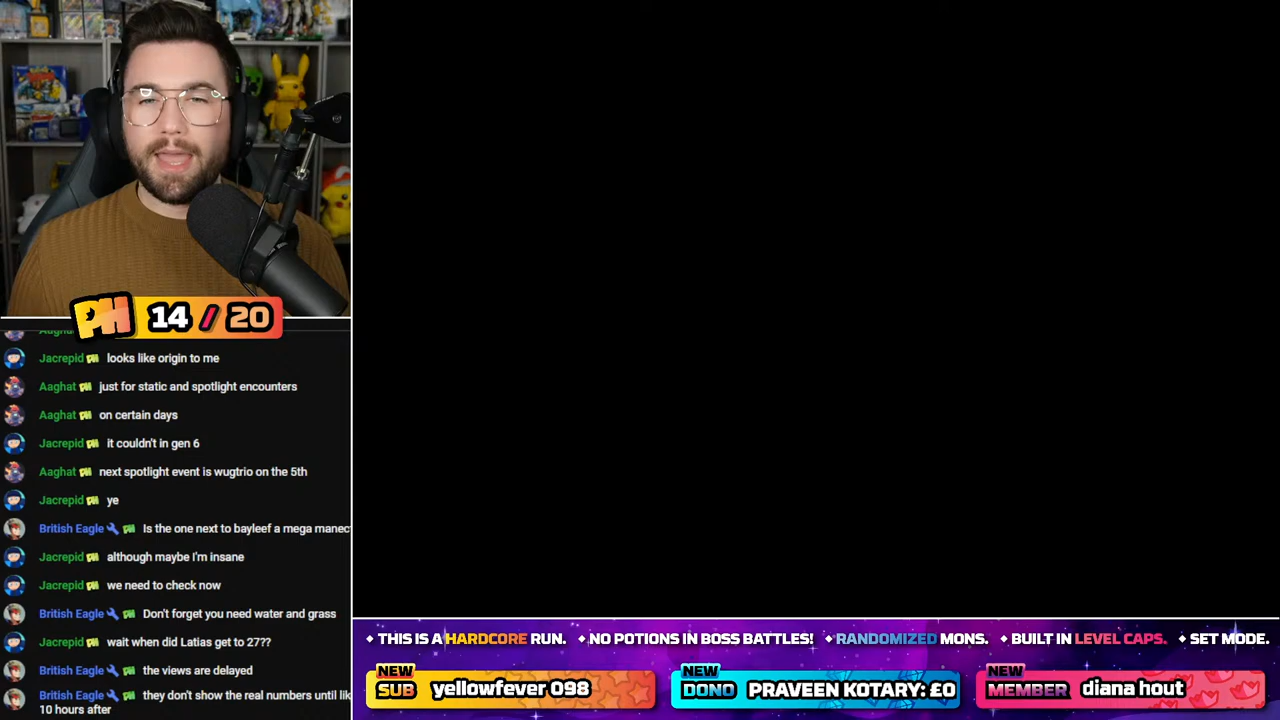 PH 14 / 20
Jacrepid looks like origin to me
Aaghat just for static and spotlight encounters
Aaghat on certain days
Jacrepid it couldn't in gen 6
Aaghat next spotlight event is wugtrio on the 5th
Jacrepid ye
British Eagle Is the one next to bayleef a mega manect
Jacrepid although maybe I'm insane
Jacrepid we need to check now
British Eagle Don't forget you need water and grass
Jacrepid wait when did Latias get to 27??
British Eagle the views are delayed
British Eagle they don't show the real numbers until lik
10 hours after
THIS IS A HARDCORE RUN. NO POTIONS IN BOSS BATTLES! RANDOMIZED MONS. BUILT IN LEVEL CAPS. SET MODE.
NEW SUB yellowfever 098
NEW DONO PRAVEEN KOTARY: £0
NEW MEMBER diana hout